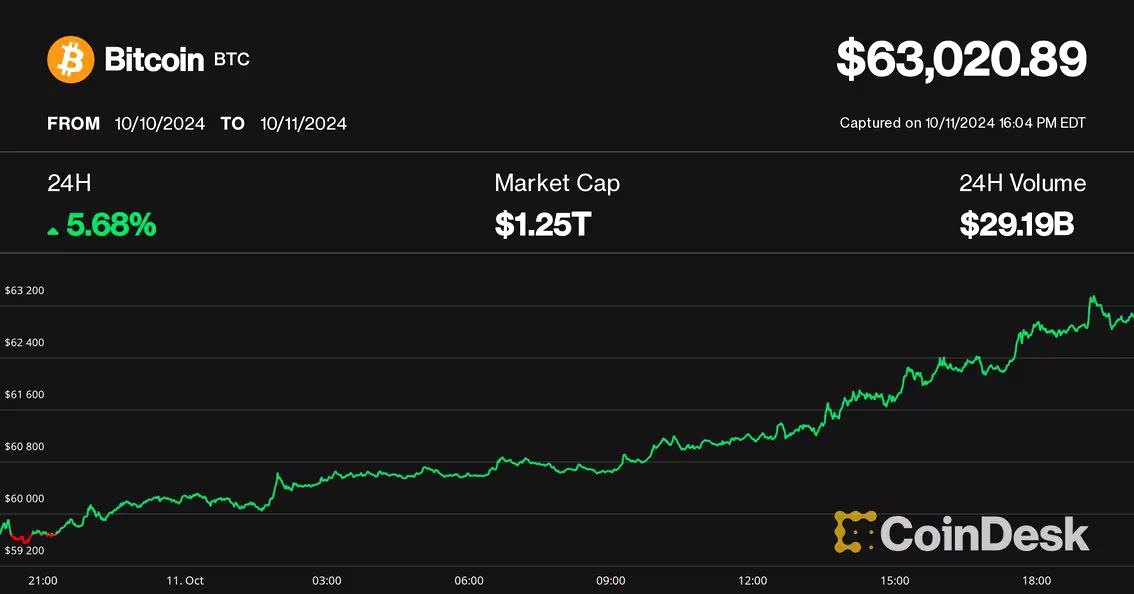 Bitcoin BTC
$63,020.89
FROM 10/10/2024 TO 10/11/2024
Captured on 10/11/2024 16:04 PM EDT
24H
5.68%
Market Cap
$1.25T
24H Volume
$29.19B
$63 200
$62 400
$61 600
$60 800
$60 000
$59 200
CoinDesk
21:00 11. Oct 03:00 06:00 09:00 12:00 15:00 18:00